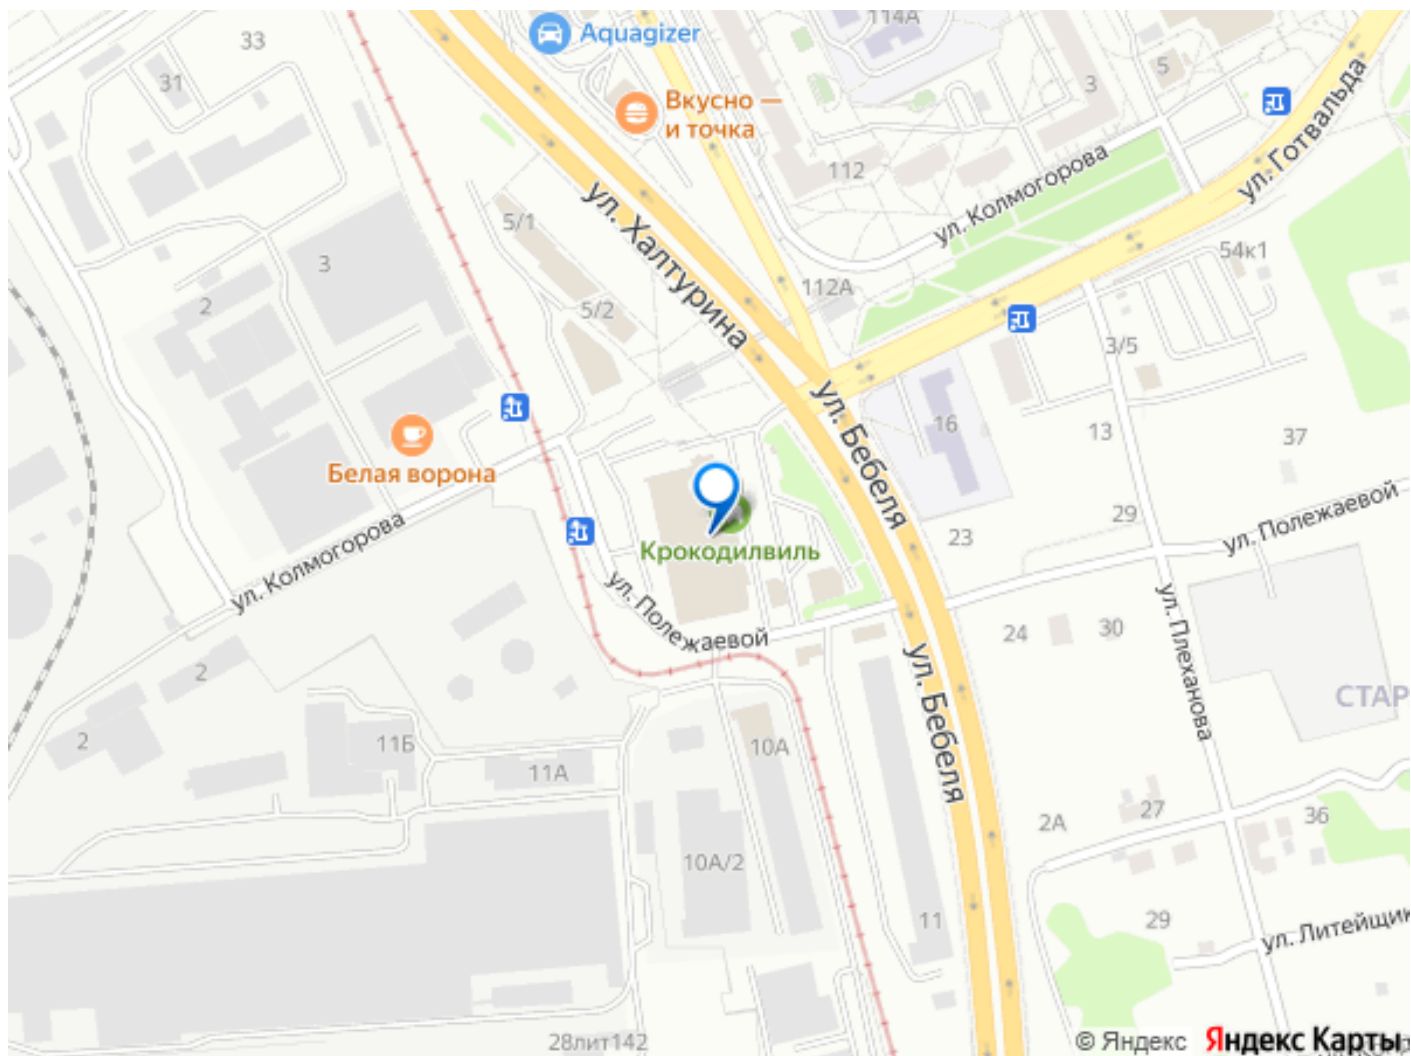 33
31
Aquagizer
114А
5
3
Вкусно —
и точка
112
ул. Колмогорова
ул. Готвальда
5/1
ул. Халтурина
54к1
3
2
5/2
112А
3/5
ул. Бебеля
16
13
37
Белая ворона
29
ул. Полежаевой
ул. Колмогорова
23
Крокодилвиль
ул. Полежаевой
24
30
ул. Плеханова
2
2
11Б
11А
10А
ул. Бебеля
СТАР
2А
27
36
10А/2
11
29
ул. Литейщик
28лит142
© Яндекс
Яндекс Карты